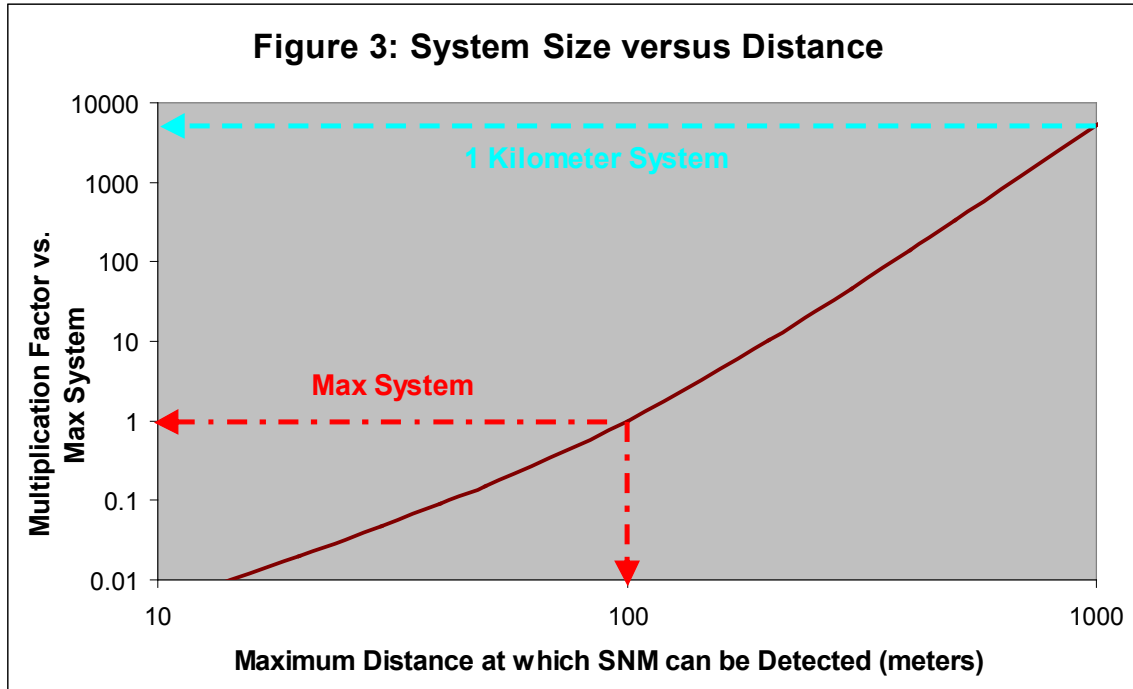 Figure 3: System Size versus Distance
Multiplication Factor vs.
Max System
10000
1000
100
10
1
0.1
0.01
1 Kilometer System
Max System
10
100
1000
Maximum Distance at which SNM can be Detected (meters)